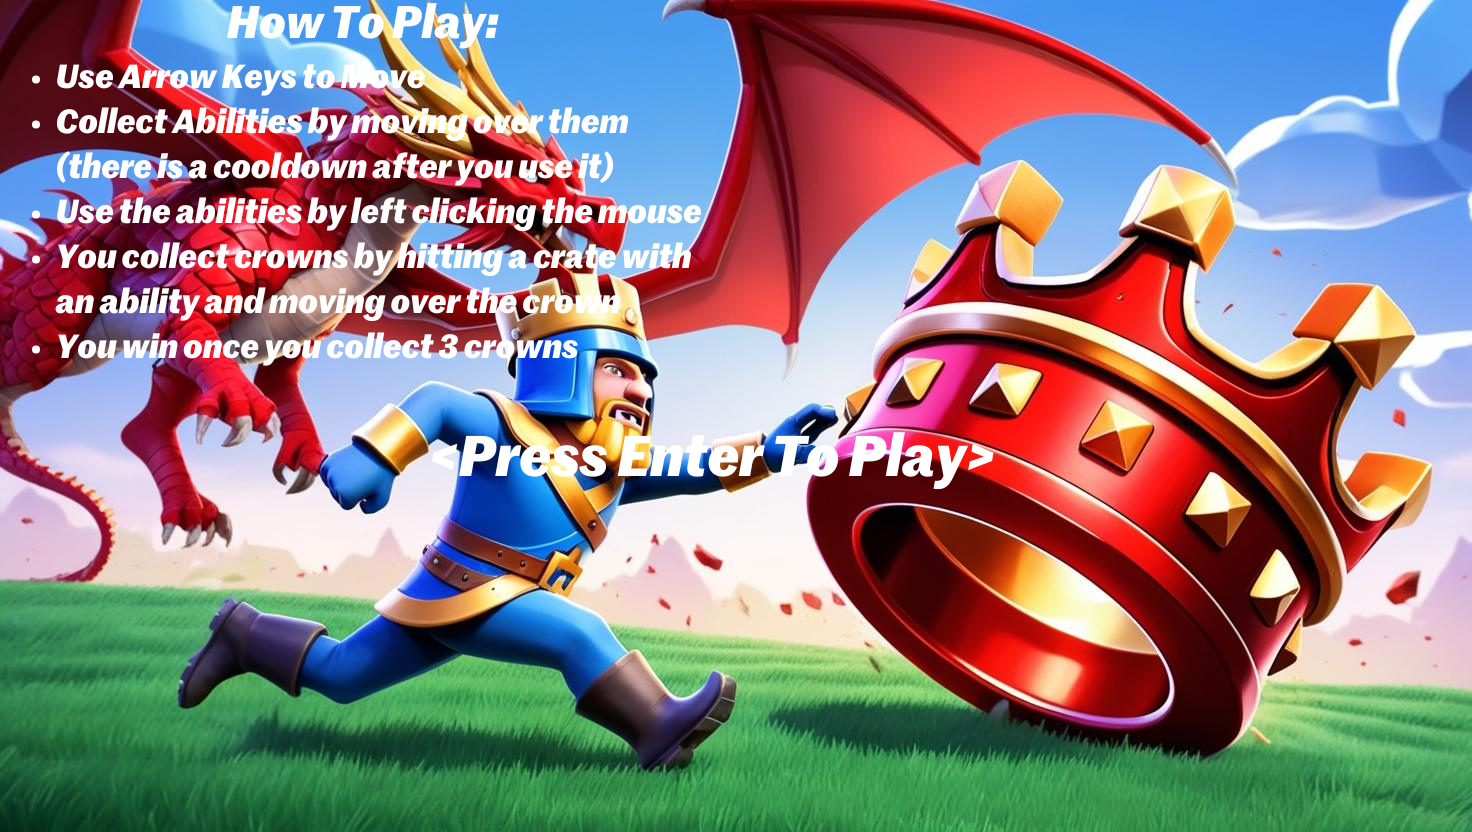 How To Play:
• Use Arrow Keys to Move
• Collect Abilities by moving over them
(there is a cooldown after you use it)
• Use the abilities by left clicking the mouse
• You collect crowns by hitting a crate with
an ability and moving over the crown
• You win once you collect 3 crowns
<Press Enter To Play>